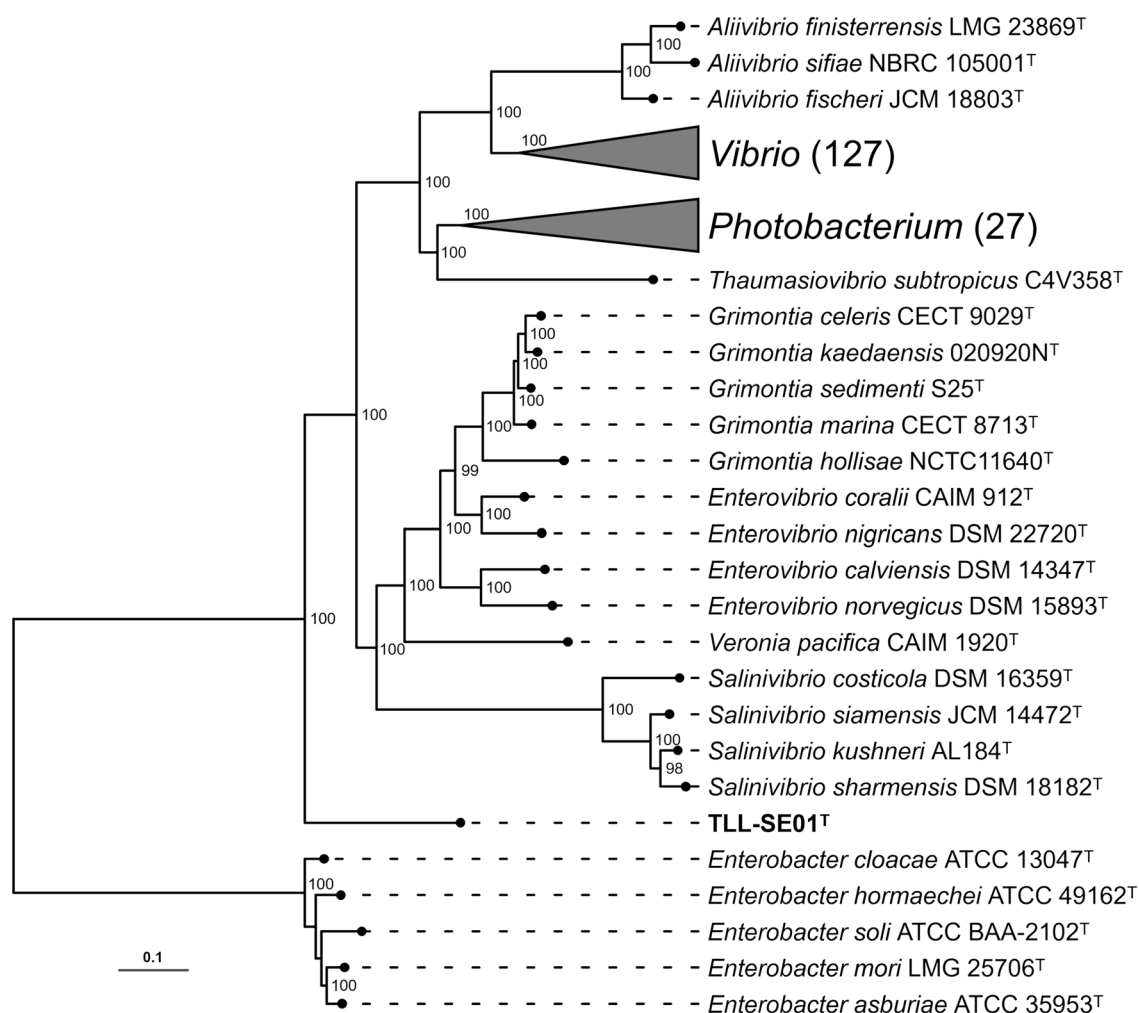 Aliivibrio finisterrensis LMG 23869ᵀ
100
Aliivibrio sifiae NBRC 105001ᵀ
100
Aliivibrio fischeri JCM 18803ᵀ
100
100
Vibrio (127)
100
100
Photobacterium (27)
100
Thaumasiovibrio subtropicus C4V358ᵀ
Grimontia celeris CECT 9029ᵀ
100
Grimontia kaedaensis 020920Nᵀ
100
Grimontia sedimenti S25ᵀ
100
100
Grimontia marina CECT 8713ᵀ
100
Grimontia hollisae NCTC11640ᵀ
99
Enterovibrio coralii CAIM 912ᵀ
100
100
Enterovibrio nigricans DSM 22720ᵀ
Enterovibrio calviensis DSM 14347ᵀ
100
100
Enterovibrio norvegicus DSM 15893ᵀ
100
100
Veronia pacifica CAIM 1920ᵀ
Salinivibrio costicola DSM 16359ᵀ
100
Salinivibrio siamensis JCM 14472ᵀ
100
Salinivibrio kushneri AL184ᵀ
98
Salinivibrio sharmensis DSM 18182ᵀ
TLL-SE01ᵀ
Enterobacter cloacae ATCC 13047ᵀ
100
Enterobacter hormaechei ATCC 49162ᵀ
Enterobacter soli ATCC BAA-2102ᵀ
0.1
Enterobacter mori LMG 25706ᵀ
100
Enterobacter asburiae ATCC 35953ᵀ